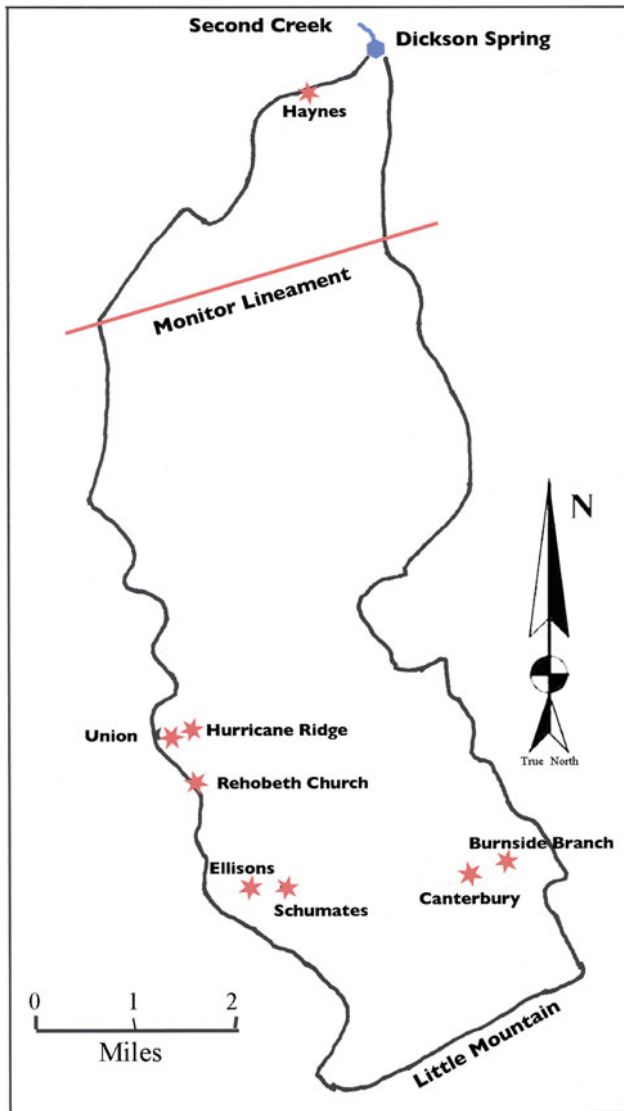 Second Creek
Dickson Spring
Haynes
Monitor Lineament
N
True North
Union
Hurricane Ridge
Rehobeth Church
Burnside Branch
Ellisons
Canterbury
Schumates
0 1 2
Miles
Little Mountain